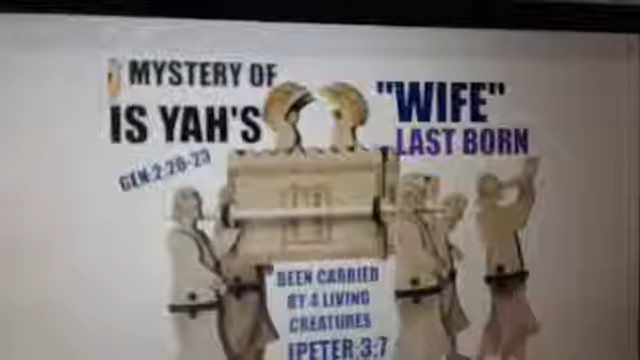 MYSTERY OF
IS YAH'S
"WIFE"
LAST BORN
GEN:2:20-23
BEEN CARRIED
BY 4 LIVING
CREATURES
1PETER 3:7